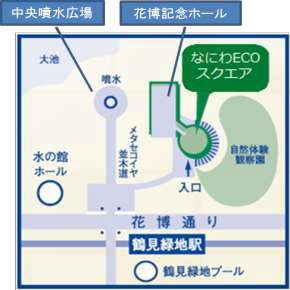 中央噴水広場
花博記念ホール
なにわECO
スクエア
大池
噴水
メタセコイヤ
並木道
水の館
ホール
自然体験
観察園
入口
花博通り
鶴見緑地駅
鶴見緑地プール